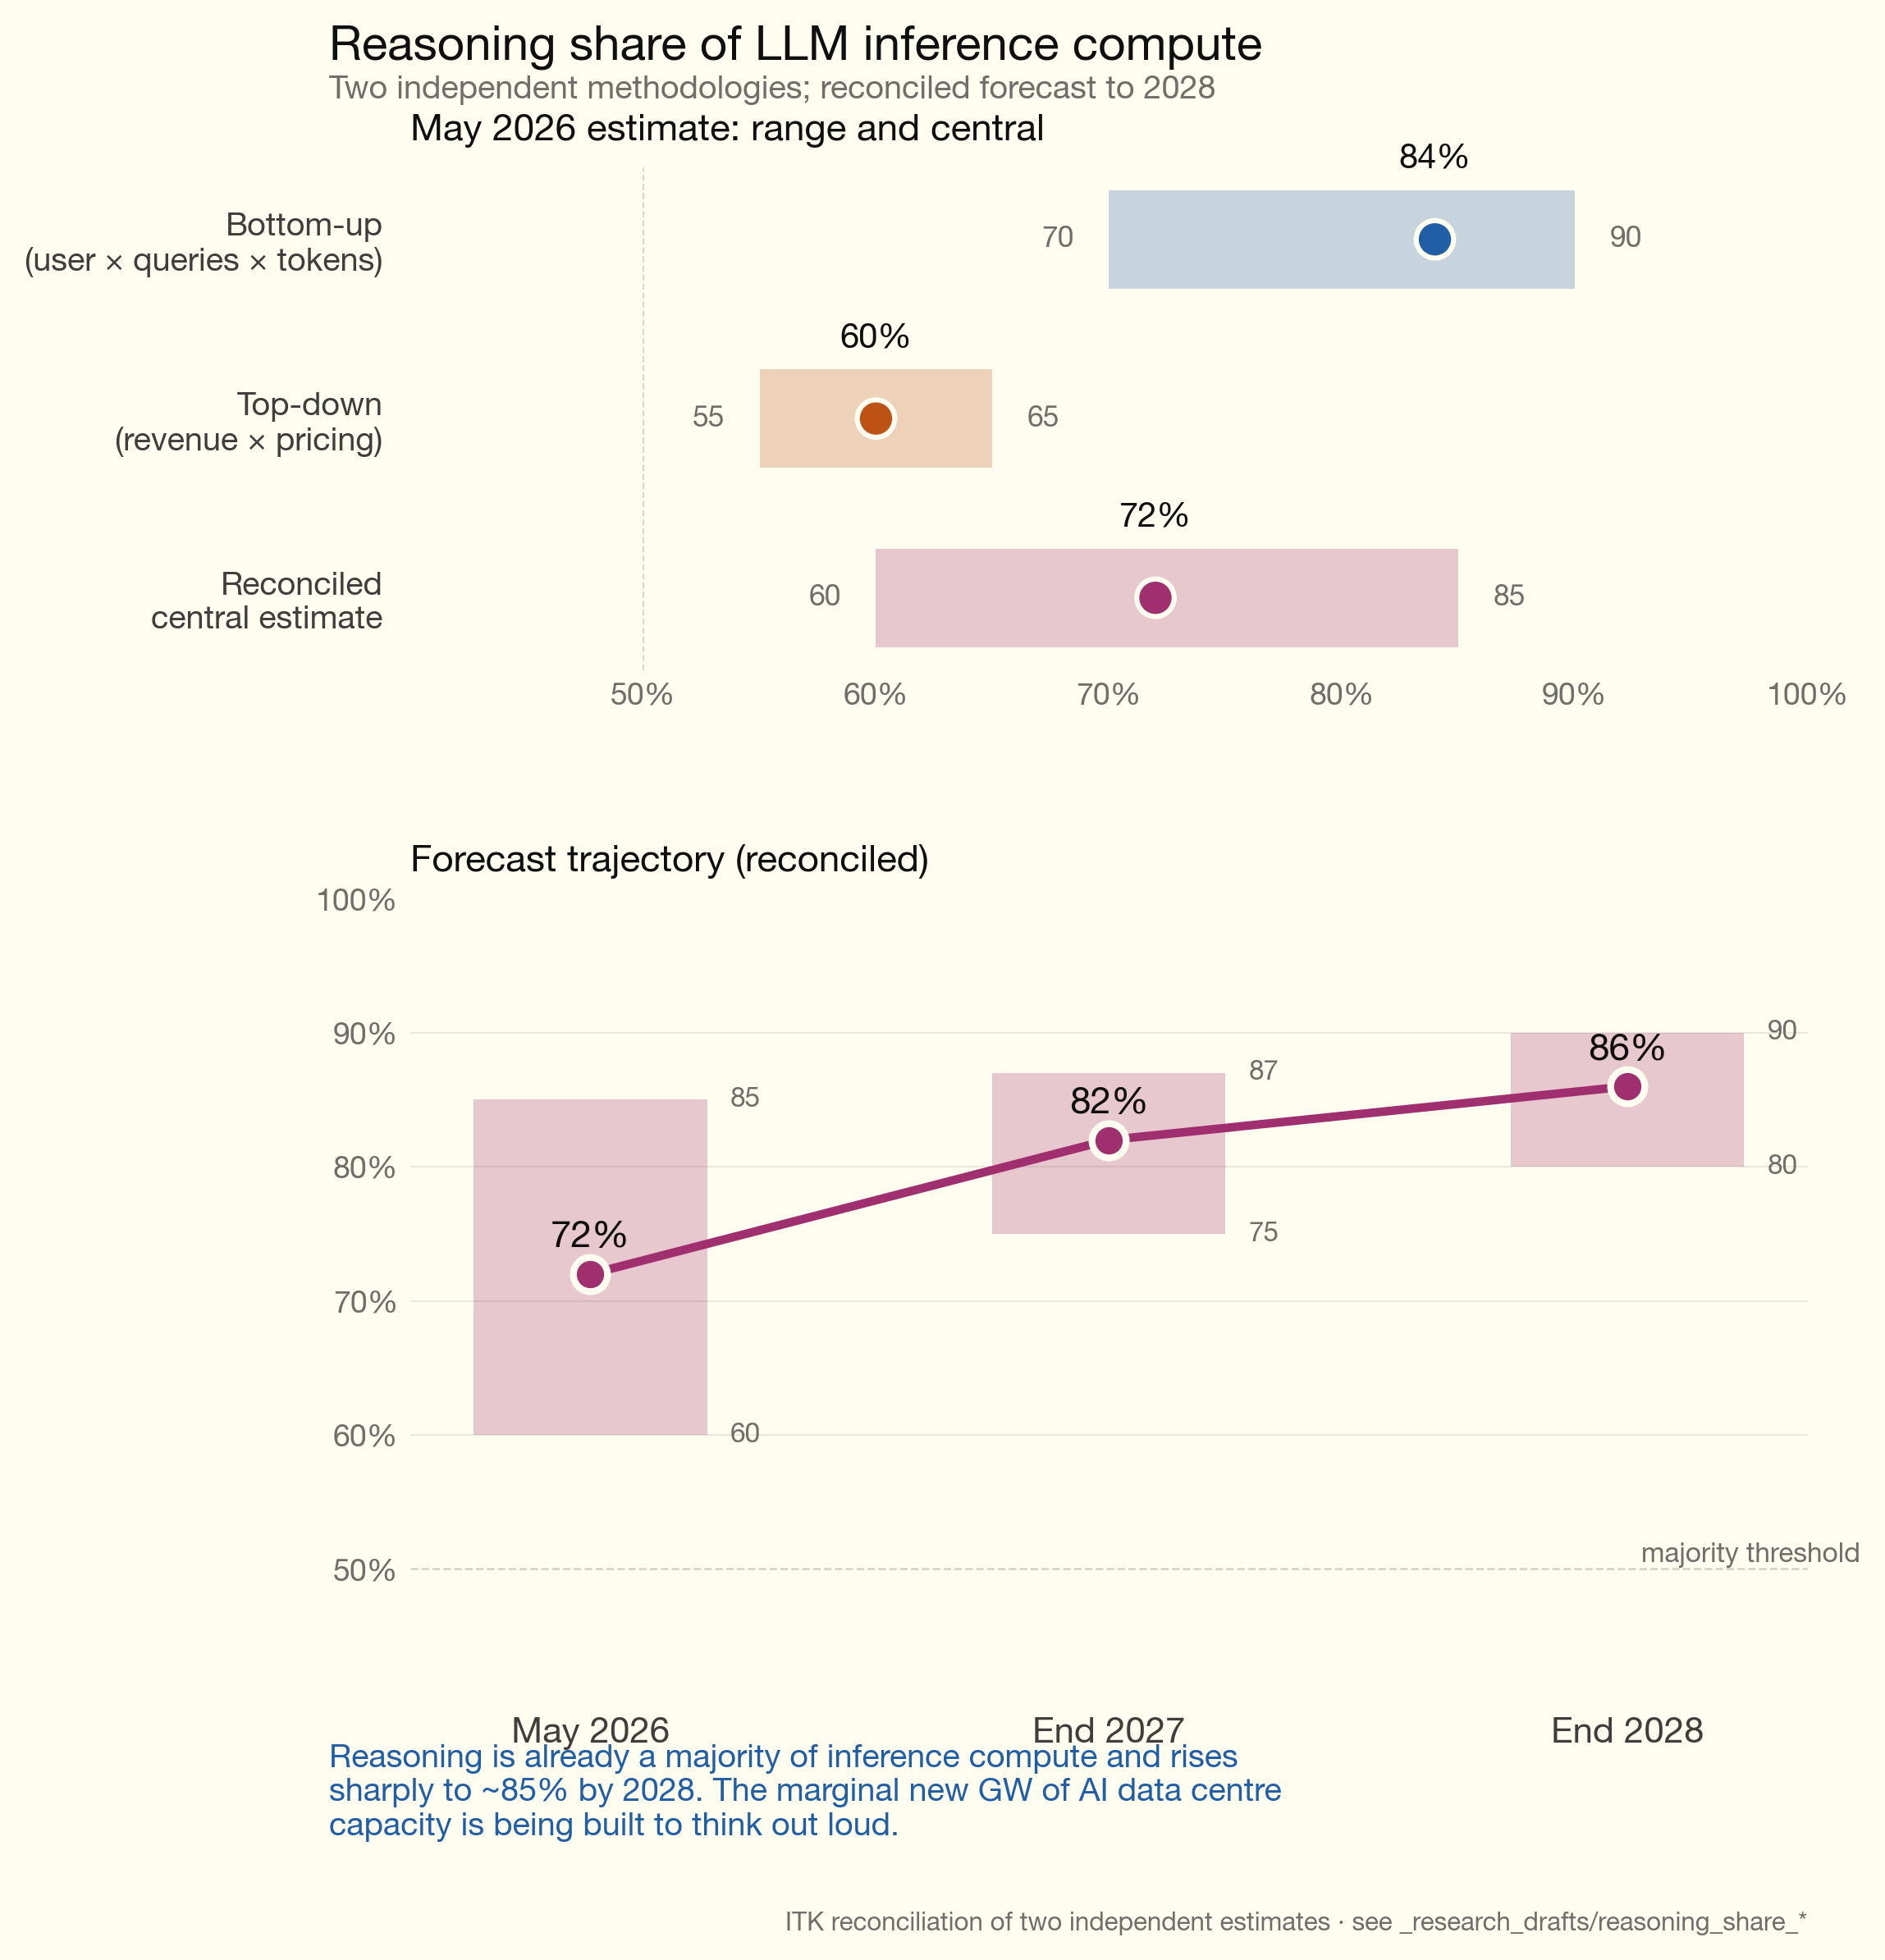 Reasoning share of LLM inference compute
Two independent methodologies; reconciled forecast to 2028
May 2026 estimate: range and central
84%
Bottom-up
(user × queries × tokens)
70
90
60%
Top-down
(revenue × pricing)
55
65
72%
Reconciled
central estimate
60
85
50%
60%
70%
80%
90%
100%
Forecast trajectory (reconciled)
100%
90%
80%
70%
60%
50%
72%
85
60
82%
87
75
86%
90
80
majority threshold
May 2026
End 2027
End 2028
Reasoning is already a majority of inference compute and rises
sharply to ~85% by 2028. The marginal new GW of AI data centre
capacity is being built to think out loud.
ITK reconciliation of two independent estimates · see _research_drafts/reasoning_share_*